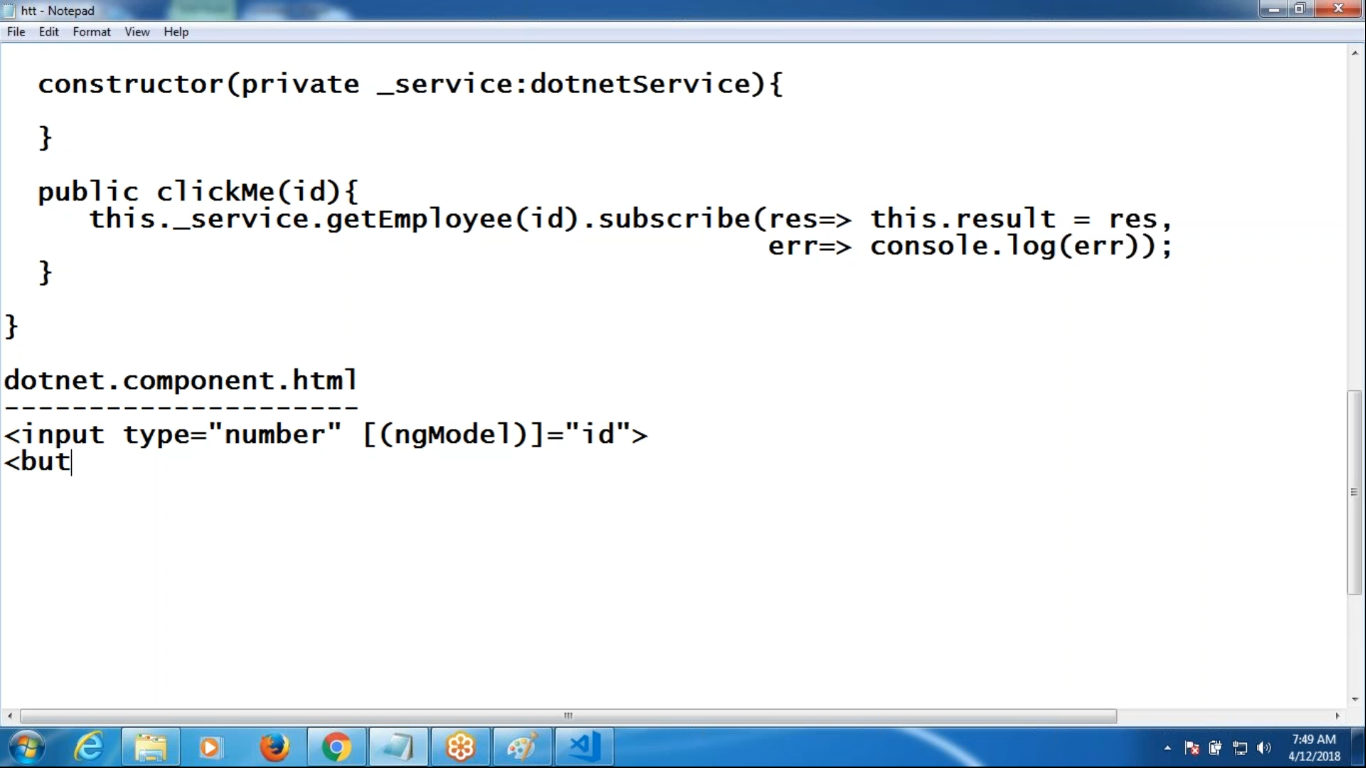 htt - Notepad
File Edit Format View Help
constructor(private _service:dotnetService){
}
public clickMe(id){
this._service.getEmployee(id).subscribe(res=> this.result = res,
err=> console.log(err));
}
}
dotnet.component.html
---------------------
<input type="number" [(ngModel)]="id">
<but
7:49 AM
4/12/2018